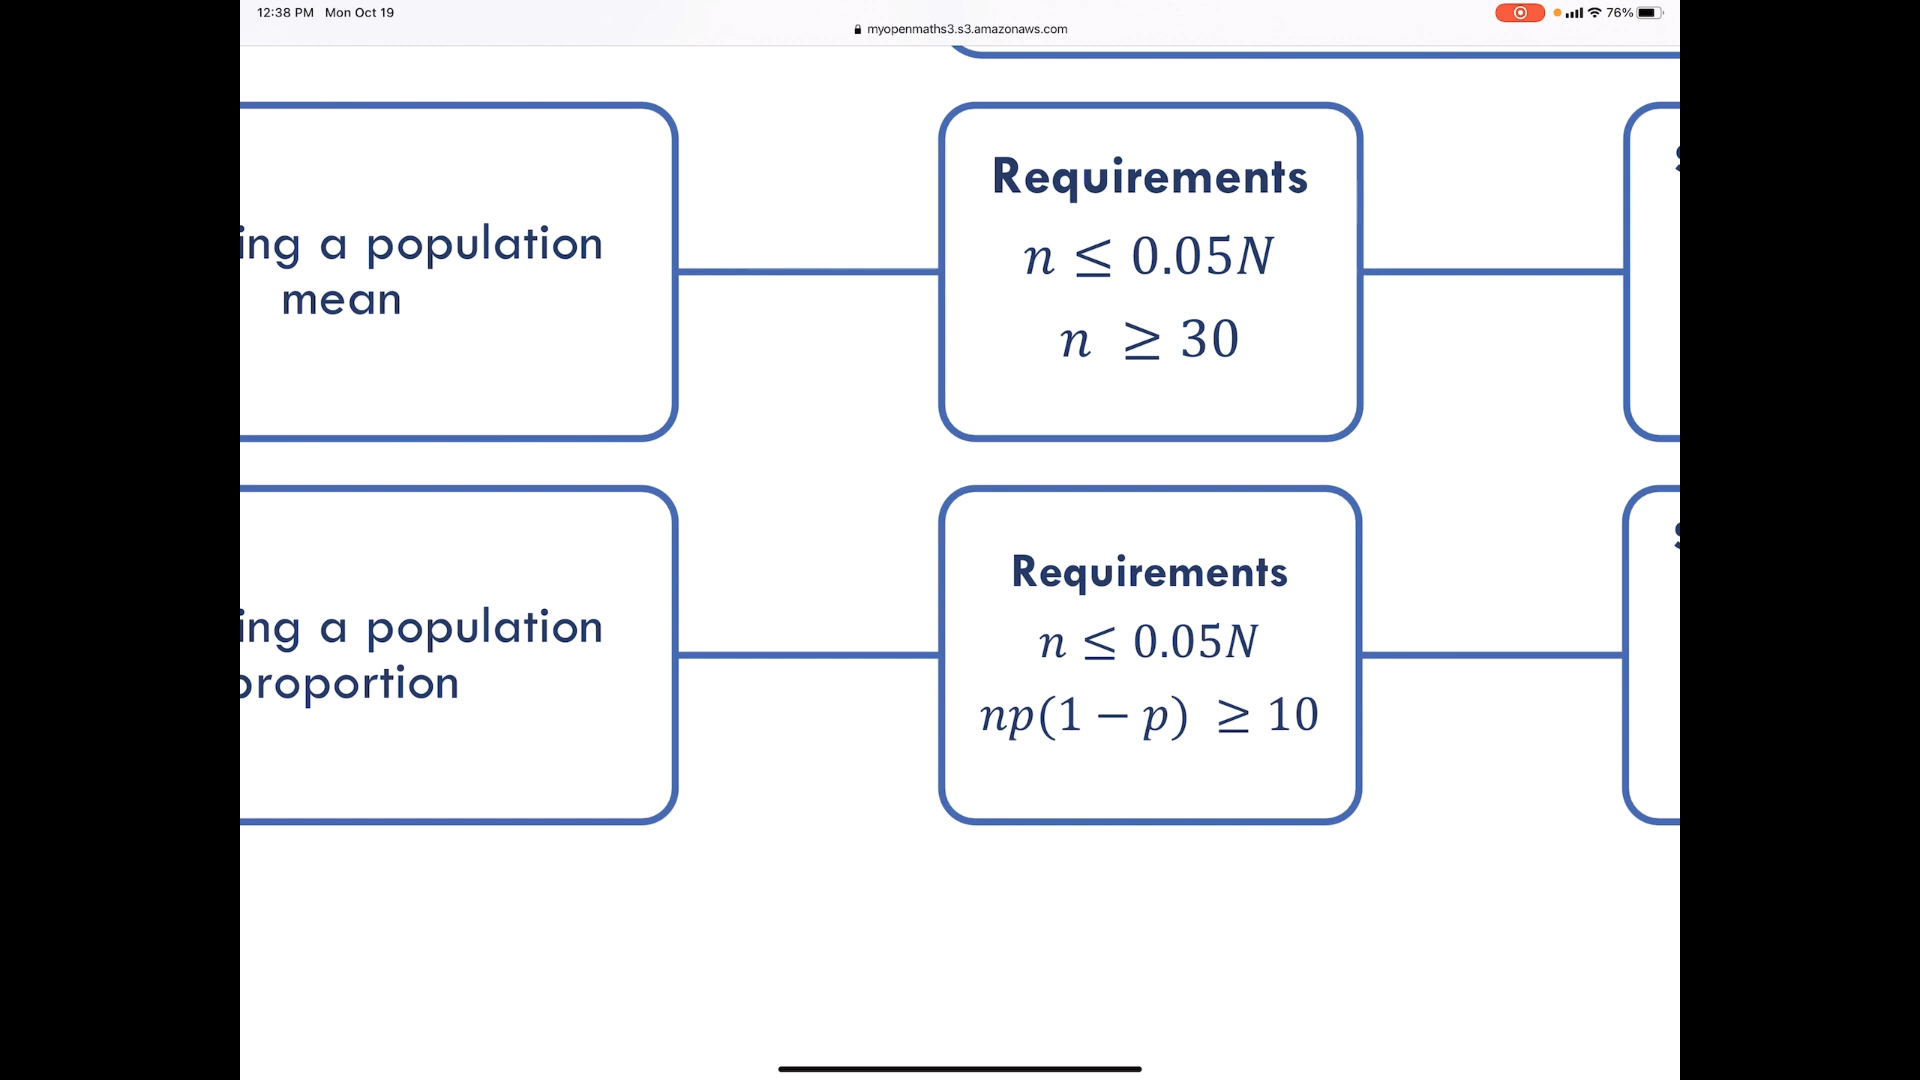 12:38 PM Mon Oct 19
76%
myopenmaths3.s3.amazonaws.com
ing a population
mean
Requirements
n ≤ 0.05N
n ≥ 30
ing a population
proportion
Requirements
n ≤ 0.05N
np(1 − p) ≥ 10